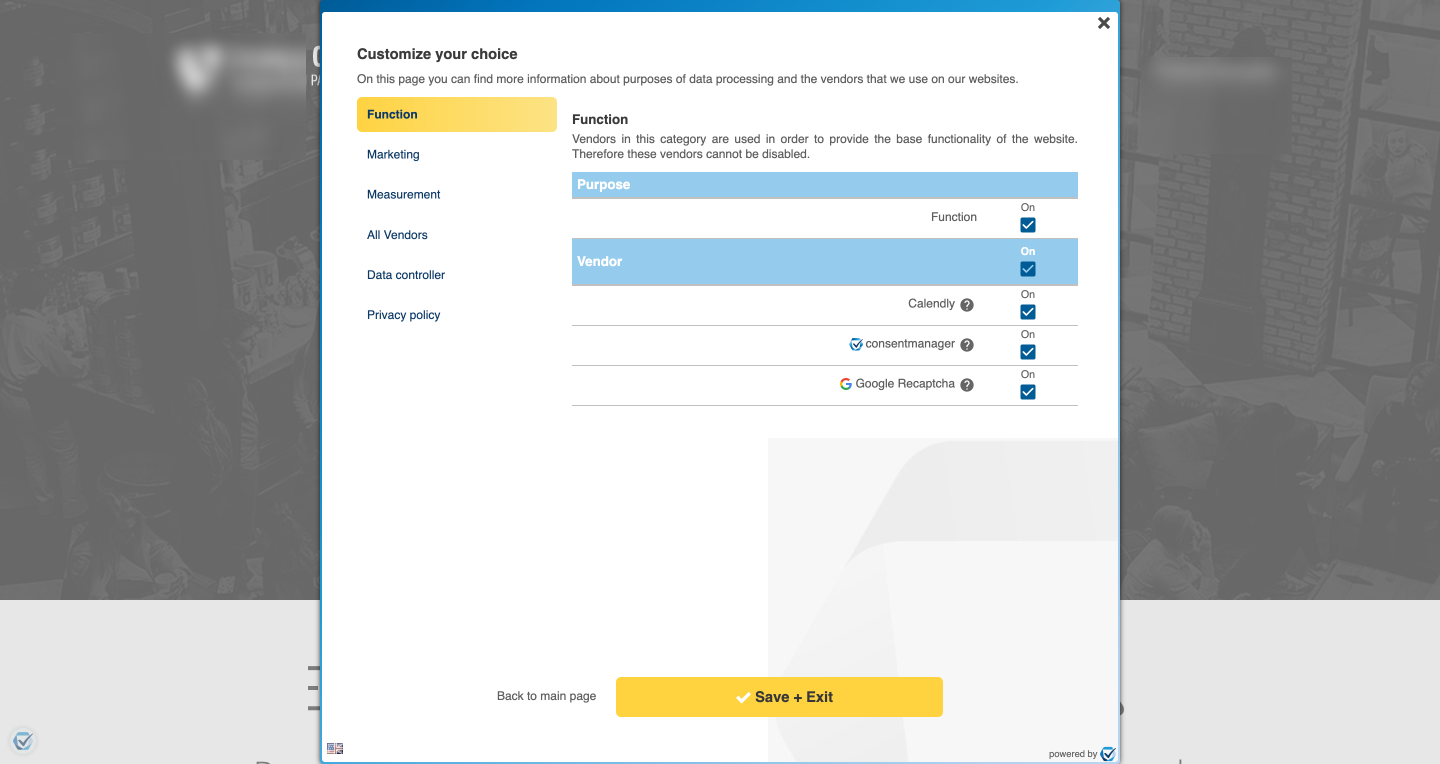 Customize your choice
On this page you can find more information about purposes of data processing and the vendors that we use on our websites.
Function
Marketing
Measurement
All Vendors
Data controller
Privacy policy
Function
Vendors in this category are used in order to provide the base functionality of the website.
Therefore these vendors cannot be disabled.
Purpose
Function On
Vendor On
Calendly ? On
consentmanager ? On
Google Recaptcha ? On
Back to main page
Save + Exit
powered by